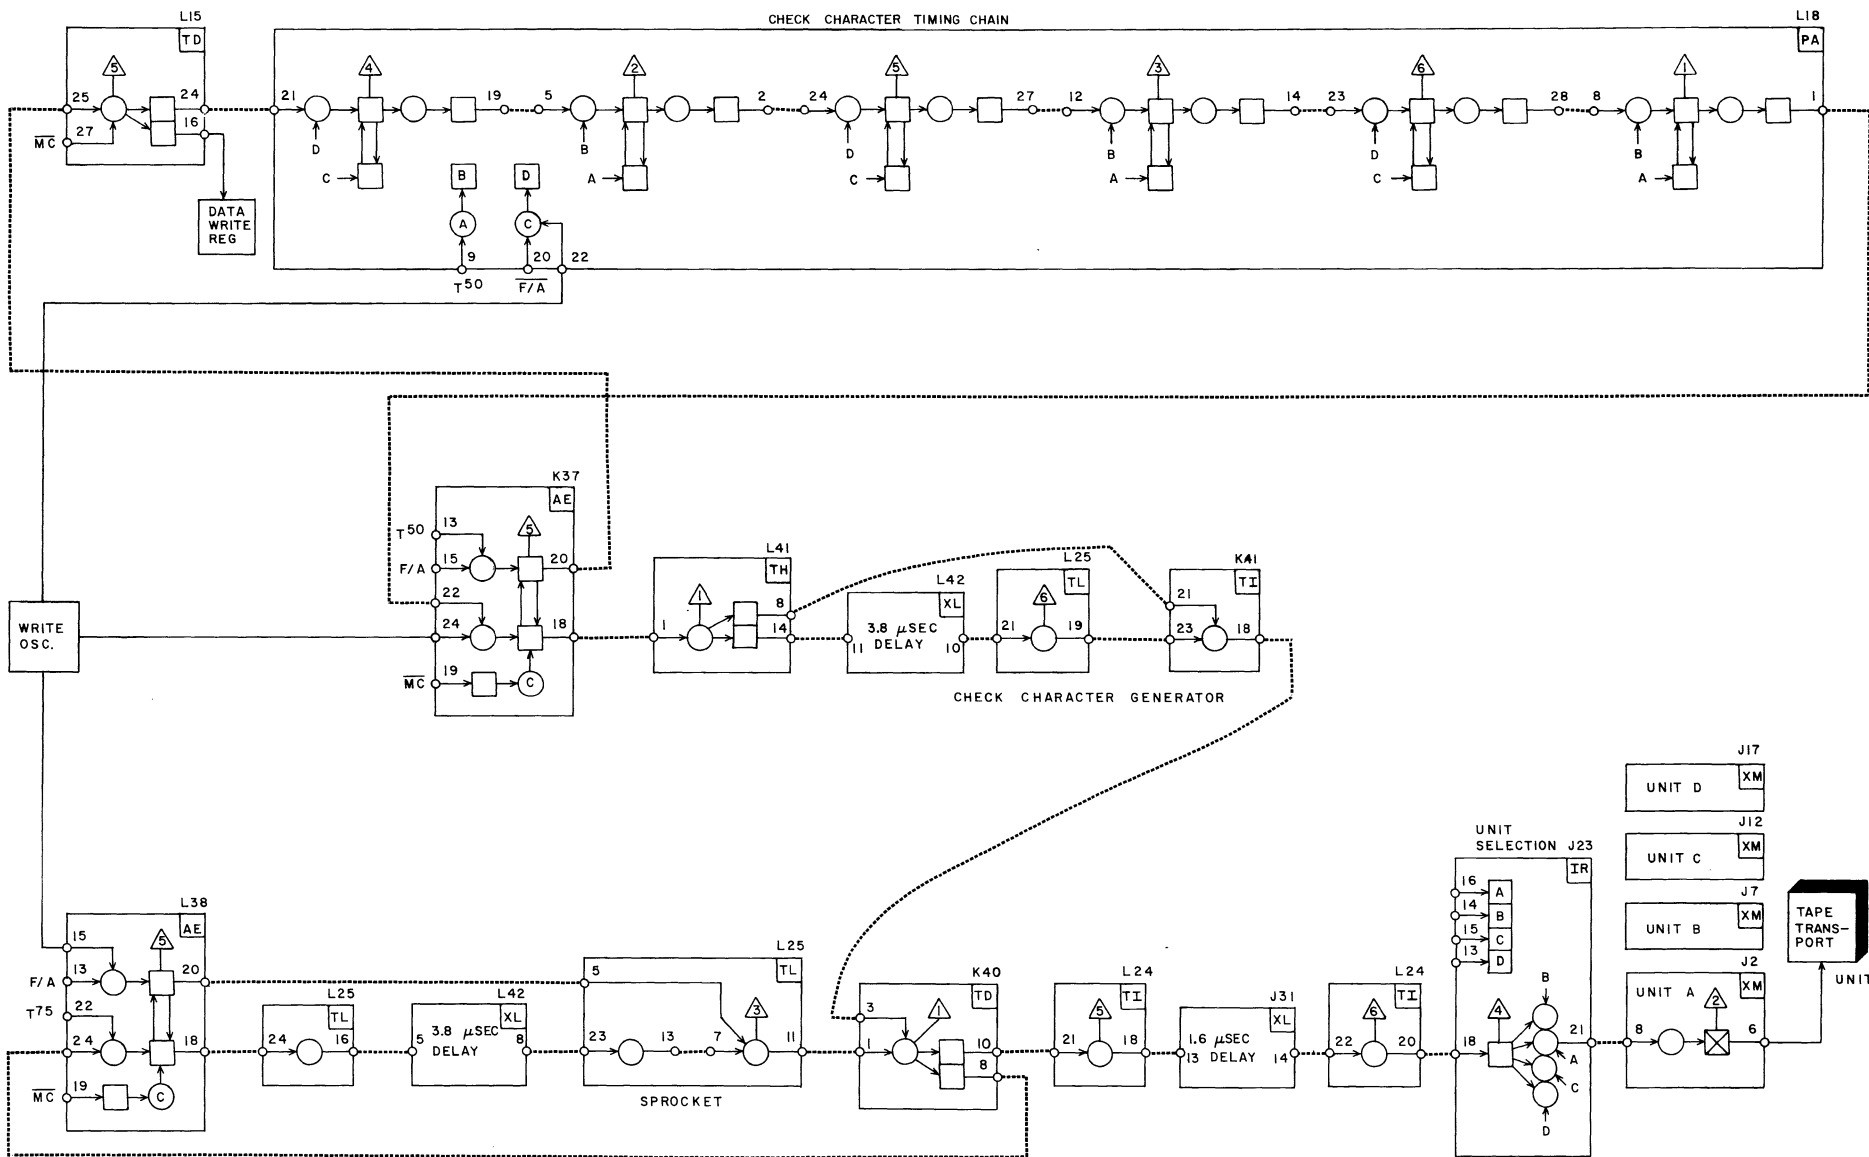 CHECK CHARACTER TIMING CHAIN
L15
TD
5
25
24
16
MC 27
DATA
WRITE
REG
L18
PA
4
2
5
3
6
1
21
19
5
2
24
27
12
14
23
28
8
1
D
B
D
B
D
B
C
A
C
A
C
A
B
D
A
C
9
20
22
T50
F/A
K37
AE
T50 13
5
F/A 15
20
22
24
18
MC 19
C
WRITE
OSC.
L41
TH
1
1
8
14
L42
XL
3.8 μSEC
DELAY
11
10
L25
TL
6
21
19
K41
TI
21
23
18
CHECK CHARACTER GENERATOR
L38
AE
15
5
F/A 13
20
T75 22
24
18
MC 19
C
L25
TL
24
16
L42
XL
3.8 μSEC
DELAY
5
8
L25
TL
5
3
23
13
7
11
SPROCKET
K40
TD
3
1
1
10
8
L24
TI
5
21
18
J31
XL
1.6 μSEC
DELAY
13
14
L24
TI
6
22
20
UNIT
SELECTION J23
IR
16
A
14
B
15
C
13
D
B
4
18
21
A
C
D
J17
XM
UNIT D
J12
XM
UNIT C
J7
XM
UNIT B
J2
XM
UNIT A
2
8
6
TAPE
TRANS-
PORT
UNIT